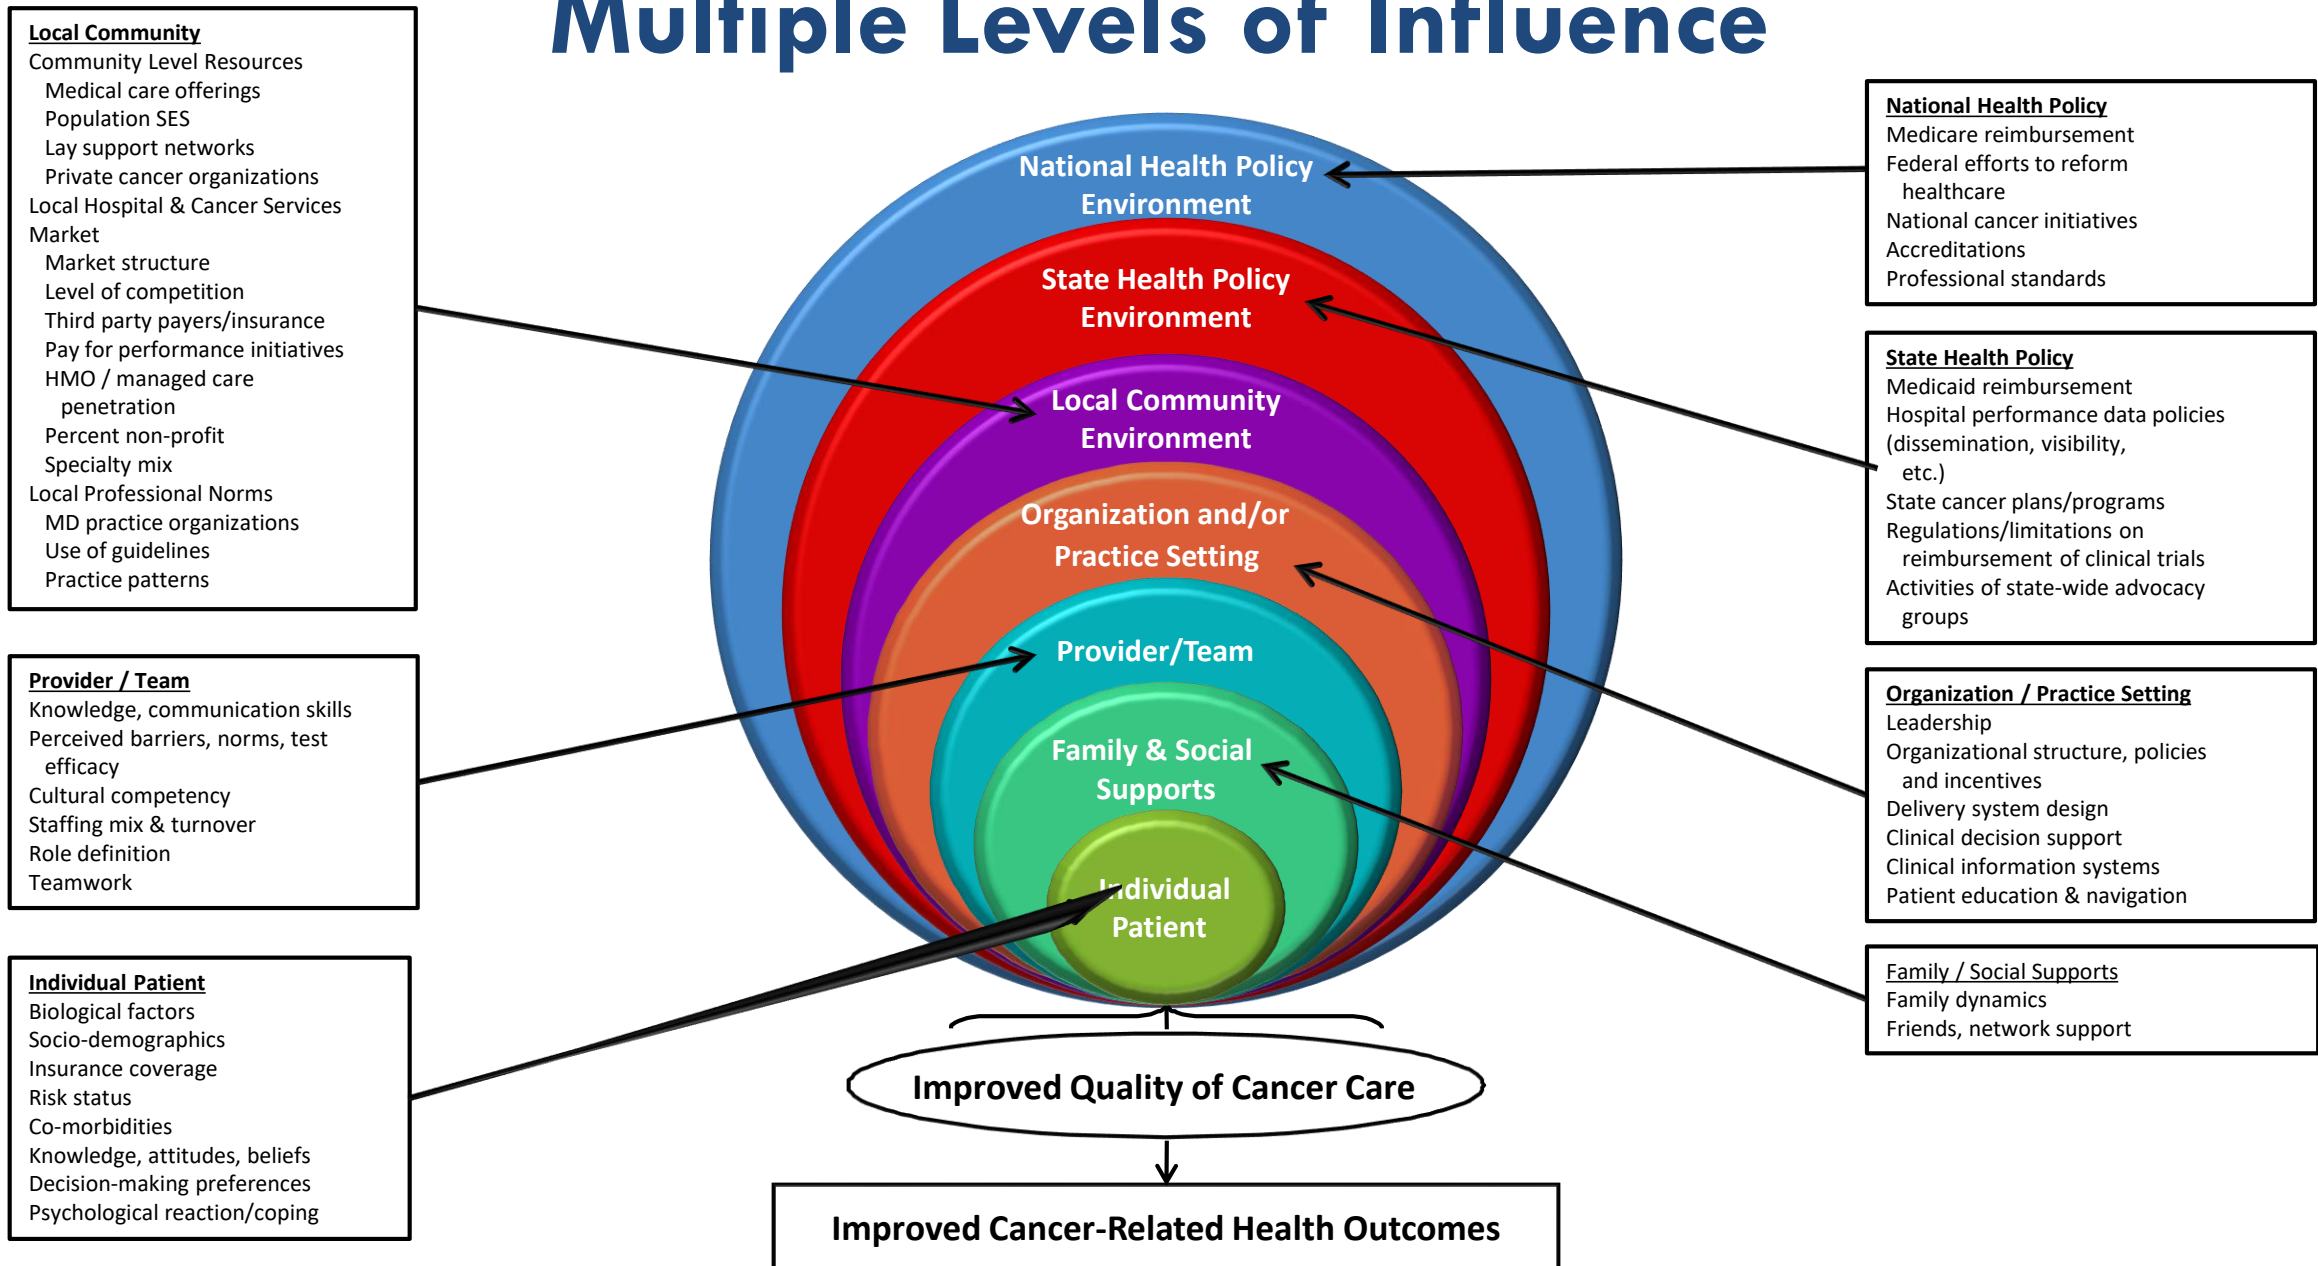 Multiple Levels of Influence
Local Community
Community Level Resources
Medical care offerings
Population SES
Lay support networks
Private cancer organizations
Local Hospital & Cancer Services
Market
Market structure
Level of competition
Third party payers/insurance
Pay for performance initiatives
HMO / managed care
penetration
Percent non-profit
Specialty mix
Local Professional Norms
MD practice organizations
Use of guidelines
Practice patterns
Provider / Team
Knowledge, communication skills
Perceived barriers, norms, test
efficacy
Cultural competency
Staffing mix & turnover
Role definition
Teamwork
Individual Patient
Biological factors
Socio-demographics
Insurance coverage
Risk status
Co-morbidities
Knowledge, attitudes, beliefs
Decision-making preferences
Psychological reaction/coping
National Health Policy
Environment
State Health Policy
Environment
Local Community
Environment
Organization and/or
Practice Setting
Provider/Team
Family & Social
Supports
Individual
Patient
Improved Quality of Cancer Care
Improved Cancer-Related Health Outcomes
National Health Policy
Medicare reimbursement
Federal efforts to reform
healthcare
National cancer initiatives
Accreditations
Professional standards
State Health Policy
Medicaid reimbursement
Hospital performance data policies
(dissemination, visibility,
etc.)
State cancer plans/programs
Regulations/limitations on
reimbursement of clinical trials
Activities of state-wide advocacy
groups
Organization / Practice Setting
Leadership
Organizational structure, policies
and incentives
Delivery system design
Clinical decision support
Clinical information systems
Patient education & navigation
Family / Social Supports
Family dynamics
Friends, network support